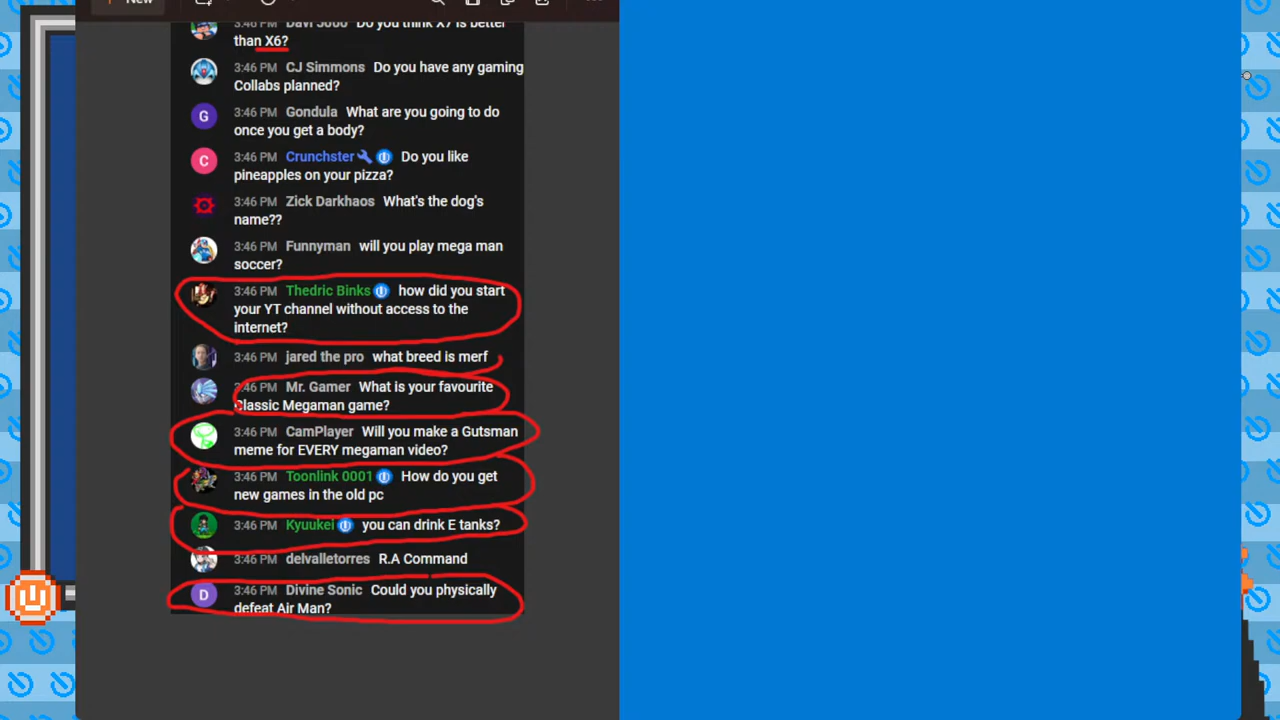 New
Davi 3000 Do you think X7 is better
than X6?
3:46 PM CJ Simmons Do you have any gaming
Collabs planned?
G
3:46 PM Gondula What are you going to do
once you get a body?
C
3:46 PM Crunchster Do you like
pineapples on your pizza?
3:46 PM Zick Darkhaos What's the dog's
name??
3:46 PM Funnyman will you play mega man
soccer?
3:46 PM Thedric Binks how did you start
your YT channel without access to the
internet?
3:46 PM jared the pro what breed is merf
3:46 PM Mr. Gamer What is your favourite
Classic Megaman game?
3:46 PM CamPlayer Will you make a Gutsman
meme for EVERY megaman video?
3:46 PM Toonlink 0001 How do you get
new games in the old pc
3:46 PM Kyuukei you can drink E tanks?
3:46 PM delvalletorres R.A Command
D
3:46 PM Divine Sonic Could you physically
defeat Air Man?